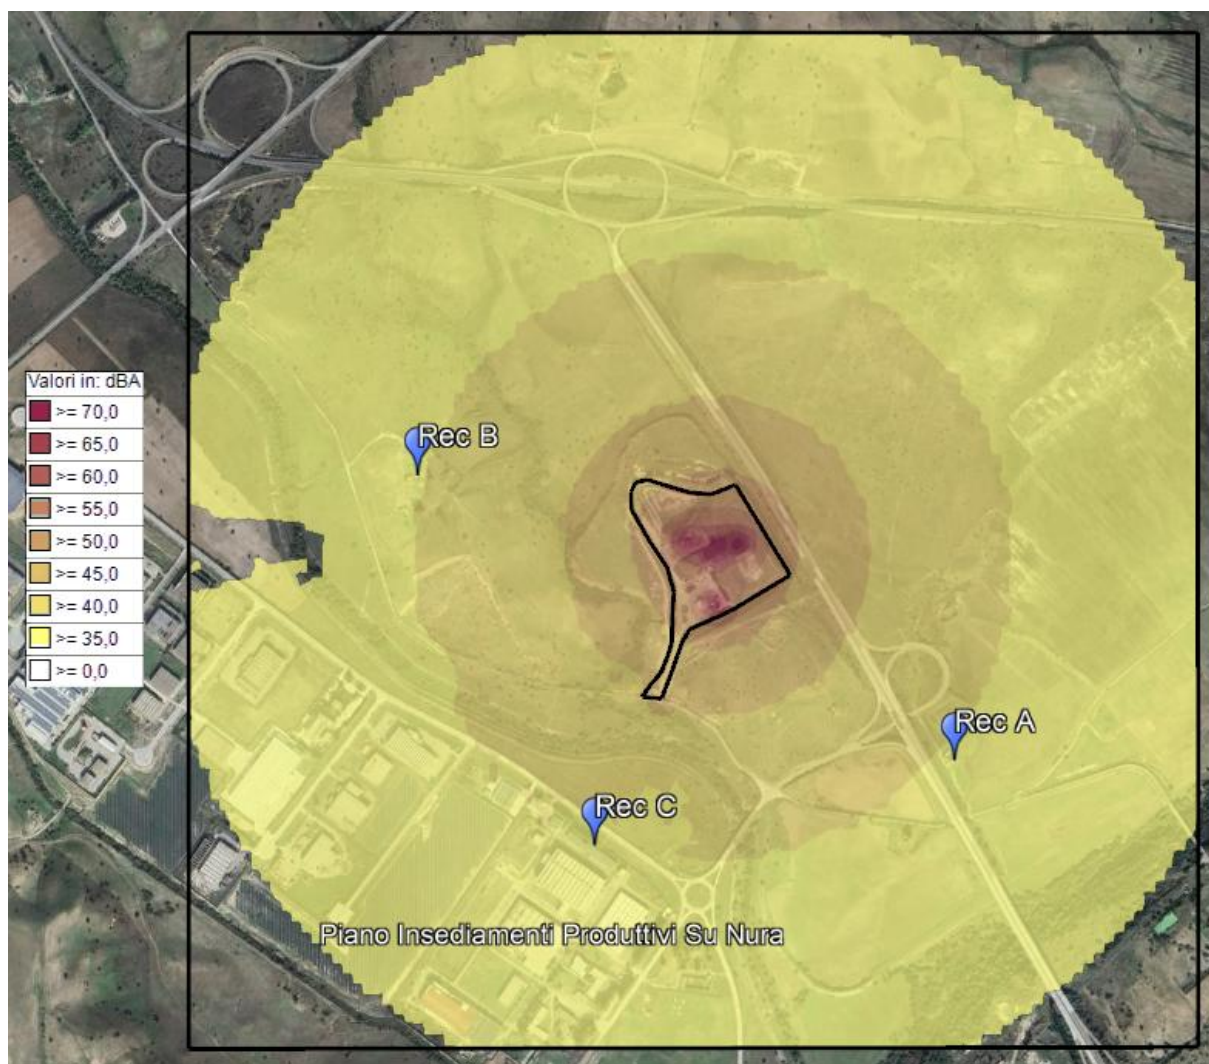 Valori in: dBA
>= 70,0
>= 65,0
>= 60,0
>= 55,0
>= 50,0
>= 45,0
>= 40,0
>= 35,0
>= 0,0
Rec B
Rec A
Rec C
Piano Insediamenti Produttivi Su Nura